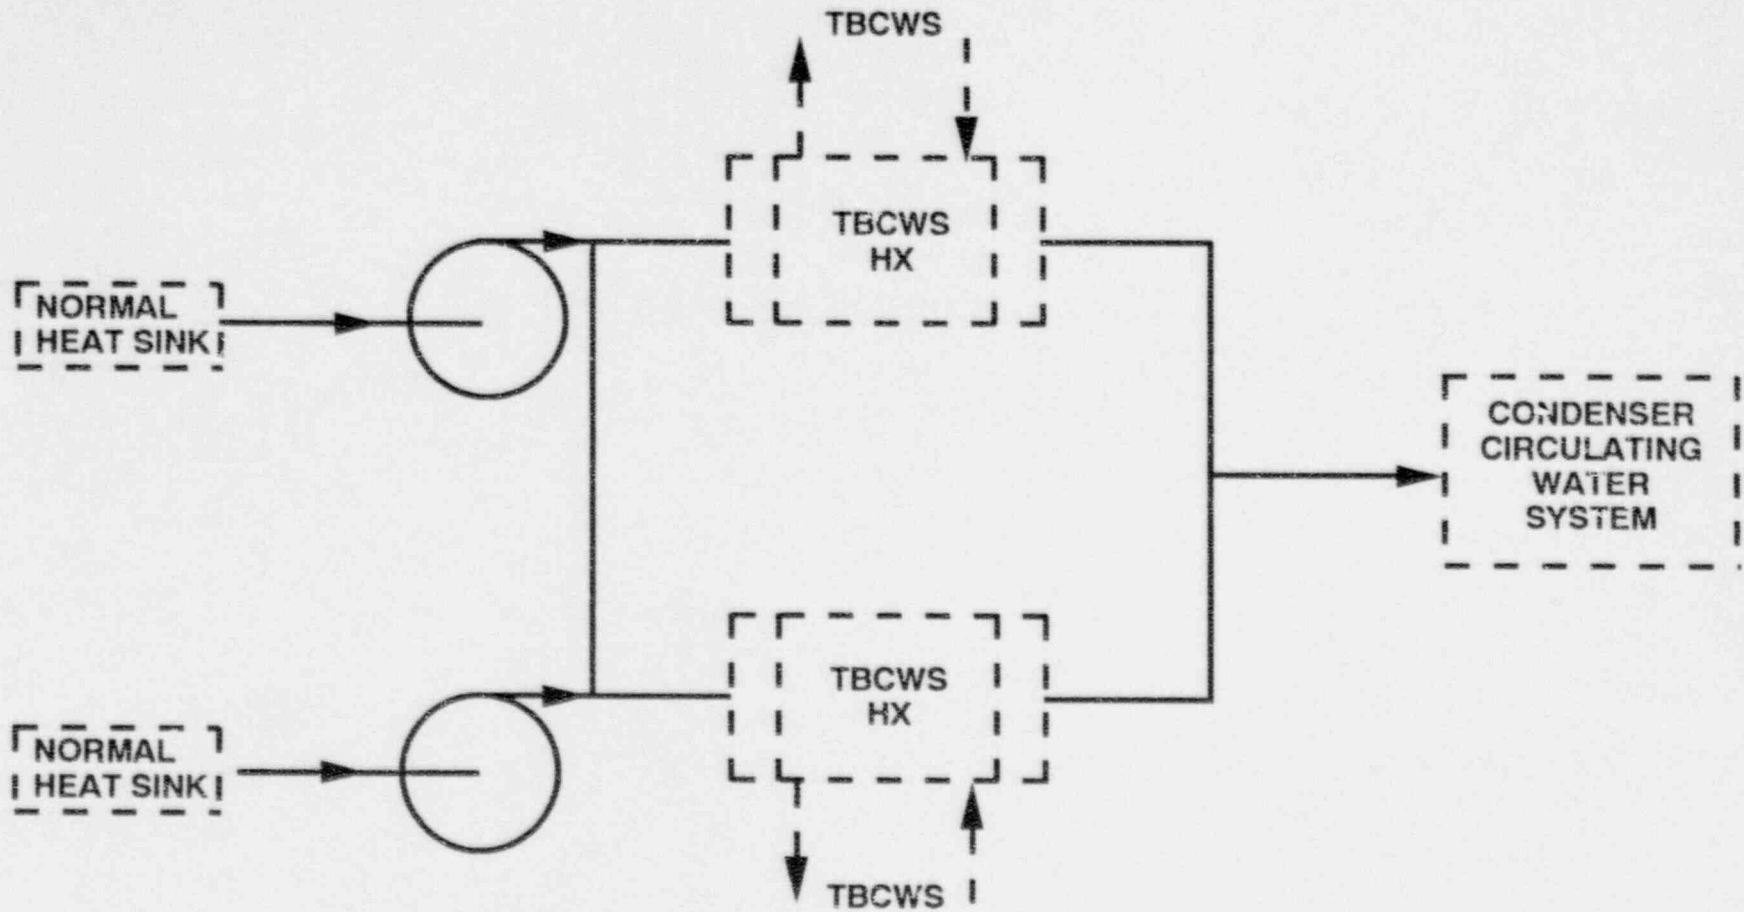 TBCWS
TBCWS
HX
NORMAL
HEAT SINK
CONDENSER
CIRCULATING
WATER
SYSTEM
TBCWS
HX
NORMAL
HEAT SINK
TBCWS